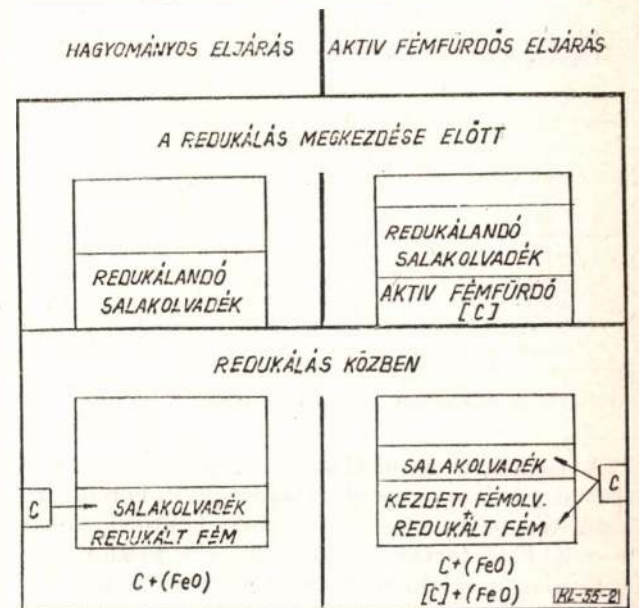 HAGYOMÁNYOS ELJÁRÁS
AKTIV FÉMFÜRDŐS ELJÁRÁS
A REDUKÁLÁS MEGKEZDÉSE ELŐTT
REDUKÁLANDÓ
SALAKOLVADÉK
REDUKÁLANDÓ
SALAKOLVADÉK
AKTIV FÉMFÜRDŐ
[C]
REDUKÁLÁS KÖZBEN
C
SALAKOLVADÉK
REDUKÁLT FÉM
C+(FeO)
SALAKOLVADÉK
KEZDETI FÉMOLV.
+
REDUKÁLT FÉM
C
C+(FeO)
[C]+(FeO)
KL-55-2